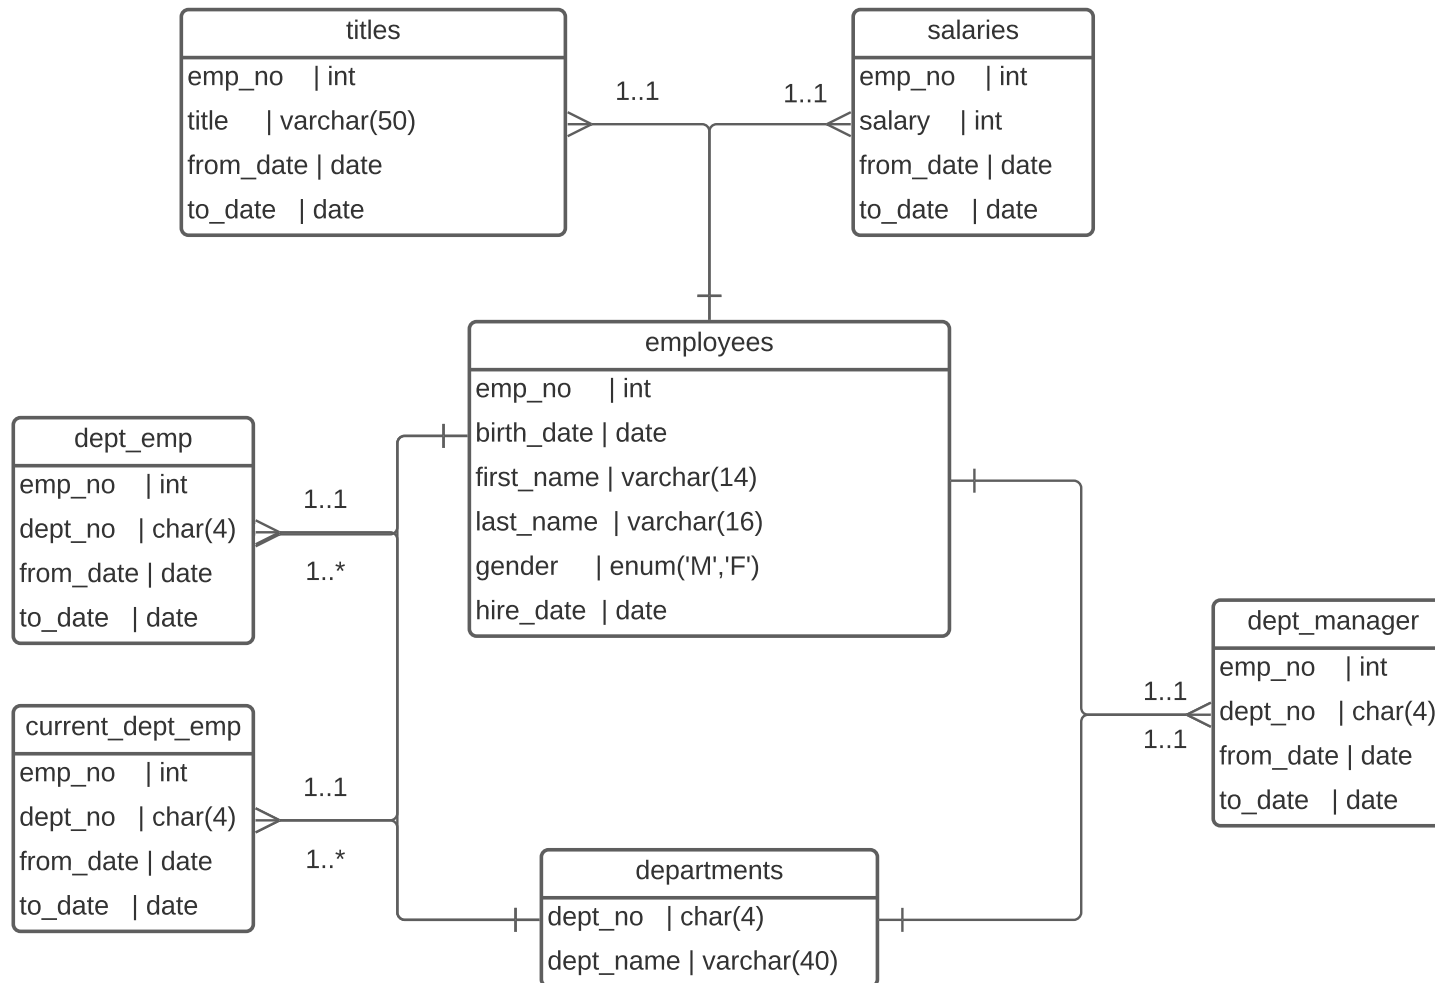 titles
emp_no | int
title | varchar(50)
from_date | date
to_date | date
1..1
1..1
salaries
emp_no | int
salary | int
from_date | date
to_date | date
employees
emp_no | int
birth_date | date
first_name | varchar(14)
last_name | varchar(16)
gender | enum('M','F')
hire_date | date
dept_emp
emp_no | int
dept_no | char(4)
from_date | date
to_date | date
1..1
1..*
current_dept_emp
emp_no | int
dept_no | char(4)
from_date | date
to_date | date
1..1
1..*
departments
dept_no | char(4)
dept_name | varchar(40)
1..1
1..1
dept_manager
emp_no | int
dept_no | char(4)
from_date | date
to_date | date